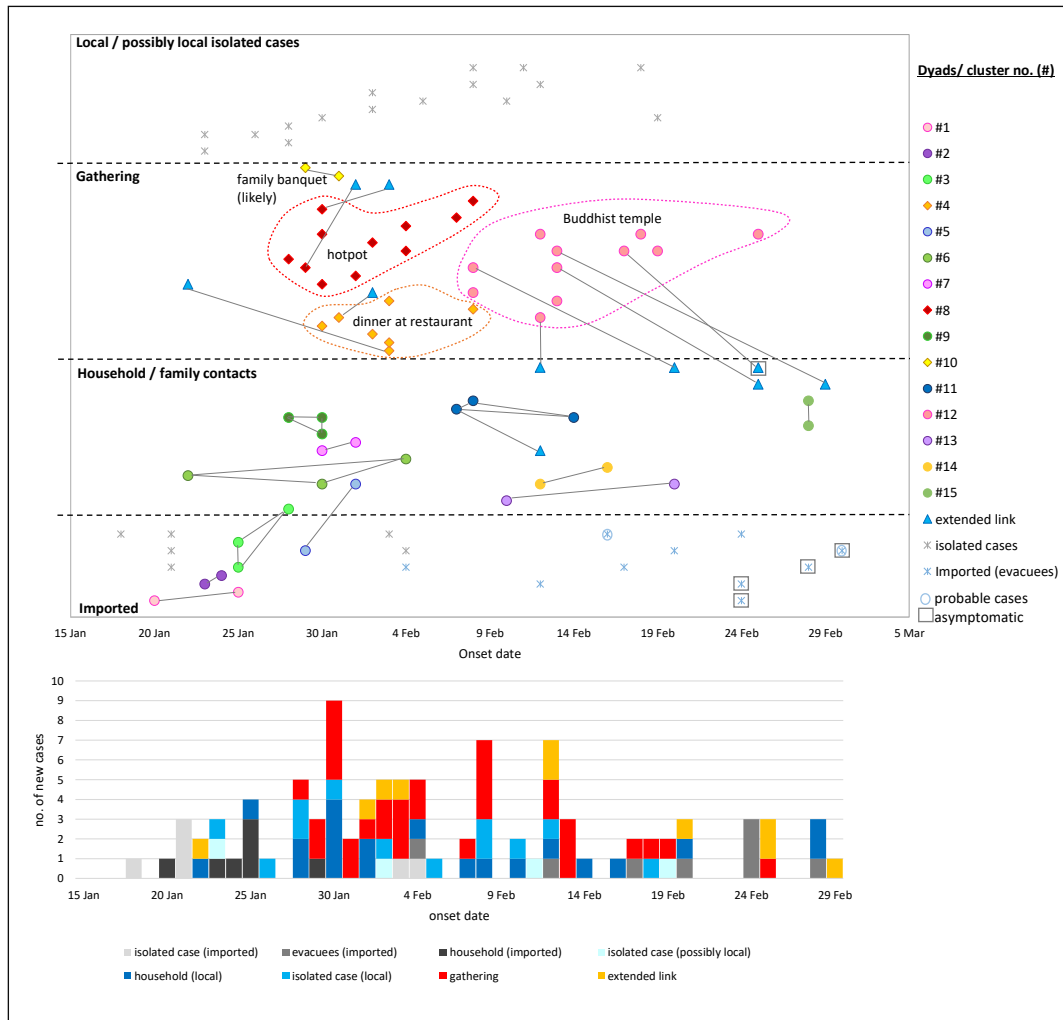 Local / possibly local isolated cases
Dyads/ cluster no. (#)
#1
#2
#3
#4
#5
#6
#7
#8
#9
#10
#11
#12
#13
#14
#15
extended link
isolated cases
Imported (evacuees)
probable cases
asymptomatic
Gathering
family banquet
(likely)
hotpot
Buddhist temple
dinner at restaurant
Household / family contacts
Imported
15 Jan 20 Jan 25 Jan 30 Jan 4 Feb 9 Feb 14 Feb 19 Feb 24 Feb 29 Feb 5 Mar
Onset date
no. of new cases
10
9
8
7
6
5
4
3
2
1
0
15 Jan 20 Jan 25 Jan 30 Jan 4 Feb 9 Feb 14 Feb 19 Feb 24 Feb 29 Feb
onset date
isolated case (imported) evacuees (imported) household (imported) isolated case (possibly local)
household (local) isolated case (local) gathering extended link